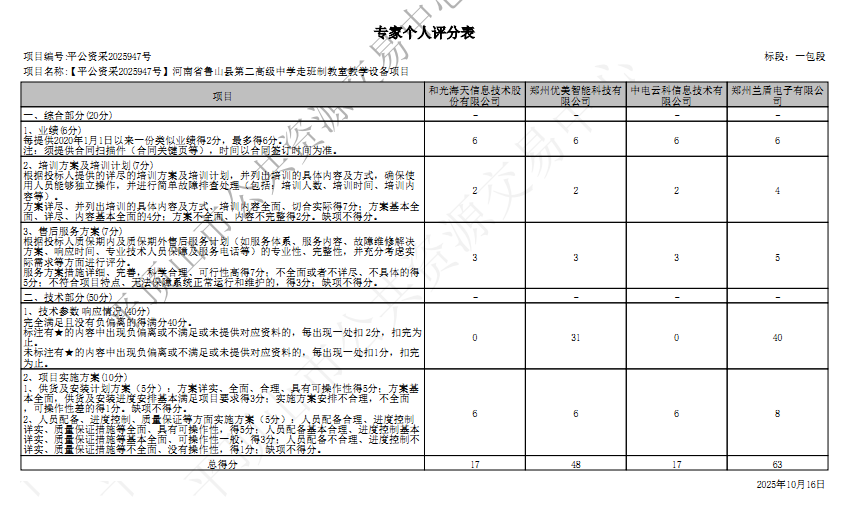 专家个人评分表
项目编号:平公资采2025947号
标段: 一包段
项目名称:【平公资采2025947号】河南省鲁山县第二高级中学走班制教室教学设备项目
项目
和光海天信息技术股
份有限公司
郑州优美智能科技有
限公司
中电云科信息技术有
限公司
郑州兰盾电子有限公
司
一、综合部分(20分)
－ － － －
1、业绩(6分)
每提供2020年1月1日以来一份类似业绩得2分，最多得6分。
注：须提供合同扫描件（合同关键页等），时间以合同签订时间为准。
6 6 6 6
2、培训方案及培训计划(7分)
根据投标人提供的详尽的培训方案及培训计划，并列出培训的具体内容及方式，确保使
用人员能够独立操作，并进行简单故障排查处理（包括：培训人数、培训时间、培训内
容等）。
方案详尽、并列出培训的具体内容及方式、培训内容全面、切合实际得7分；方案基本全
面、详尽、内容基本全面的4分；方案不全面、内容不完整得2分。缺项不得分。
2 2 2 4
3、售后服务方案(7分)
根据投标人质保期内及质保期外售后服务计划（如服务体系、服务内容、故障维修解决
方案、响应时间、专业技术人员保障及服务电话等）的专业性、完整性，并充分考虑实
际需求等方面进行评分。
服务方案措施详细、完善，科学合理、可行性高得7分；不全面或者不详尽、不具体的得
5分；不符合项目特点、无法保障系统正常运行和维护的，得3分；缺项不得分。
3 3 3 5
二、技术部分(50分)
－ － － －
1、技术参数 响应情况(40分)
完全满足且没有负偏离的得满分40分。
标注有★的内容中出现负偏离或不满足或未提供对应资料的，每出现一处扣 2分，扣完为
止。
未标注有★的内容中出现负偏离或不满足或未提供对应资料的，每出现一处扣1分，扣完
为止。
0 31 0 40
2、项目实施方案(10分)
1、供货及安装计划方案（5分）：方案详实、全面、合理、具有可操作性得5分；方案基
本全面，供货及安装进度安排基本满足项目要求得3分；实施方案安排不合理，不全面
，可操作性差的得1分。缺项不得分。
2、人员配备、进度控制、质量保证等方面实施方案（5分）：人员配备合理、进度控制
详实、质量保证措施等全面、具有可操作性，得5分；人员配备基本合理、进度控制基本
详实、质量保证措施等基本全面、可操作性一般，得3分；人员配备不合理、进度控制不
详实、质量保证措施等不全面、没有操作性，得1分；缺项不得分。
6 6 6 8
总得分
17 48 17 63
2025年10月16日